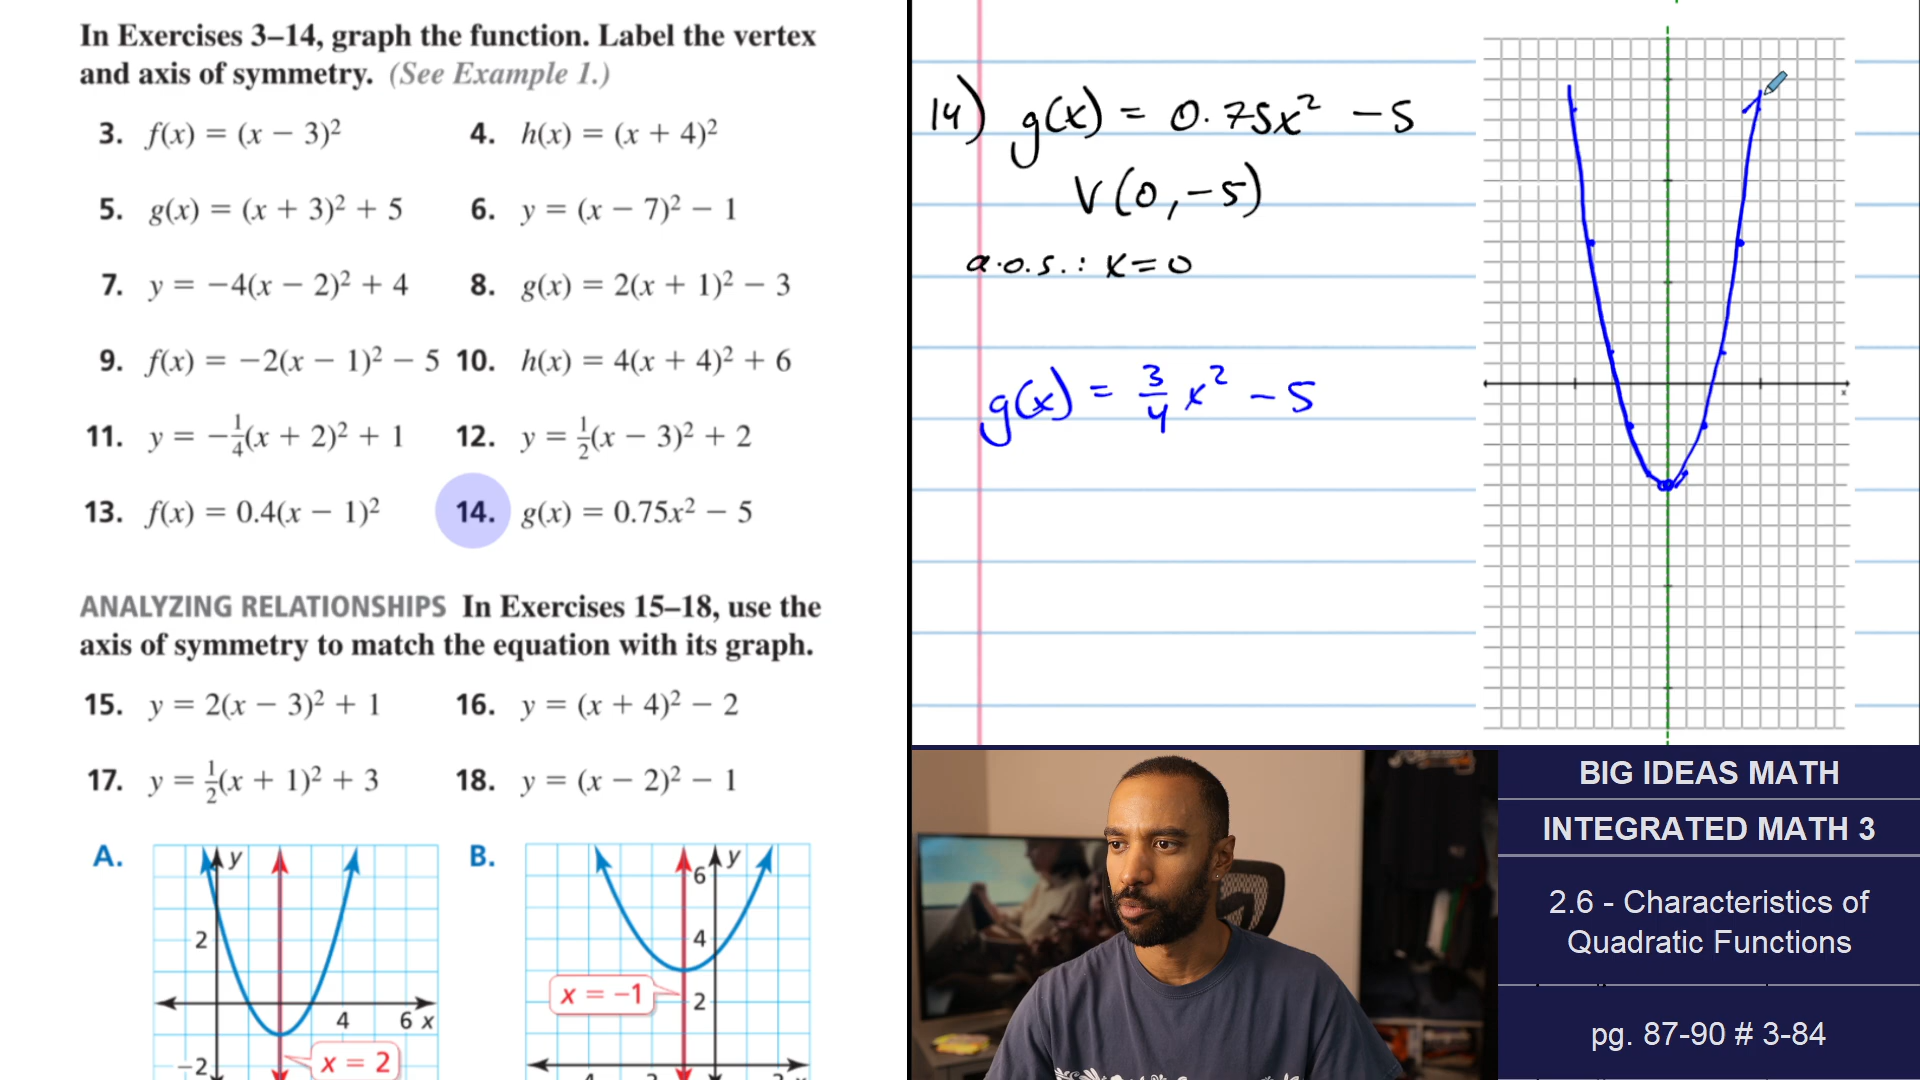 In Exercises 3–14, graph the function. Label the vertex
and axis of symmetry. (See Example 1.)
3. f(x) = (x − 3)² 4. h(x) = (x + 4)²
5. g(x) = (x + 3)² + 5 6. y = (x − 7)² − 1
7. y = −4(x − 2)² + 4 8. g(x) = 2(x + 1)² − 3
9. f(x) = −2(x − 1)² − 5 10. h(x) = 4(x + 4)² + 6
11. y = −1/4(x + 2)² + 1 12. y = 1/2(x − 3)² + 2
13. f(x) = 0.4(x − 1)² 14. g(x) = 0.75x² − 5
ANALYZING RELATIONSHIPS In Exercises 15–18, use the
axis of symmetry to match the equation with its graph.
15. y = 2(x − 3)² + 1 16. y = (x + 4)² − 2
17. y = 1/2(x + 1)² + 3 18. y = (x − 2)² − 1
A.
y
2
4 6 x
−2
x = 2
B.
y
6
4
x = −1
2
14) g(x) = 0.75x² − 5
V(0, −5)
a.o.s.: x = 0
g(x) = 3/4 x² − 5
x
BIG IDEAS MATH
INTEGRATED MATH 3
2.6 - Characteristics of
Quadratic Functions
pg. 87-90 # 3-84